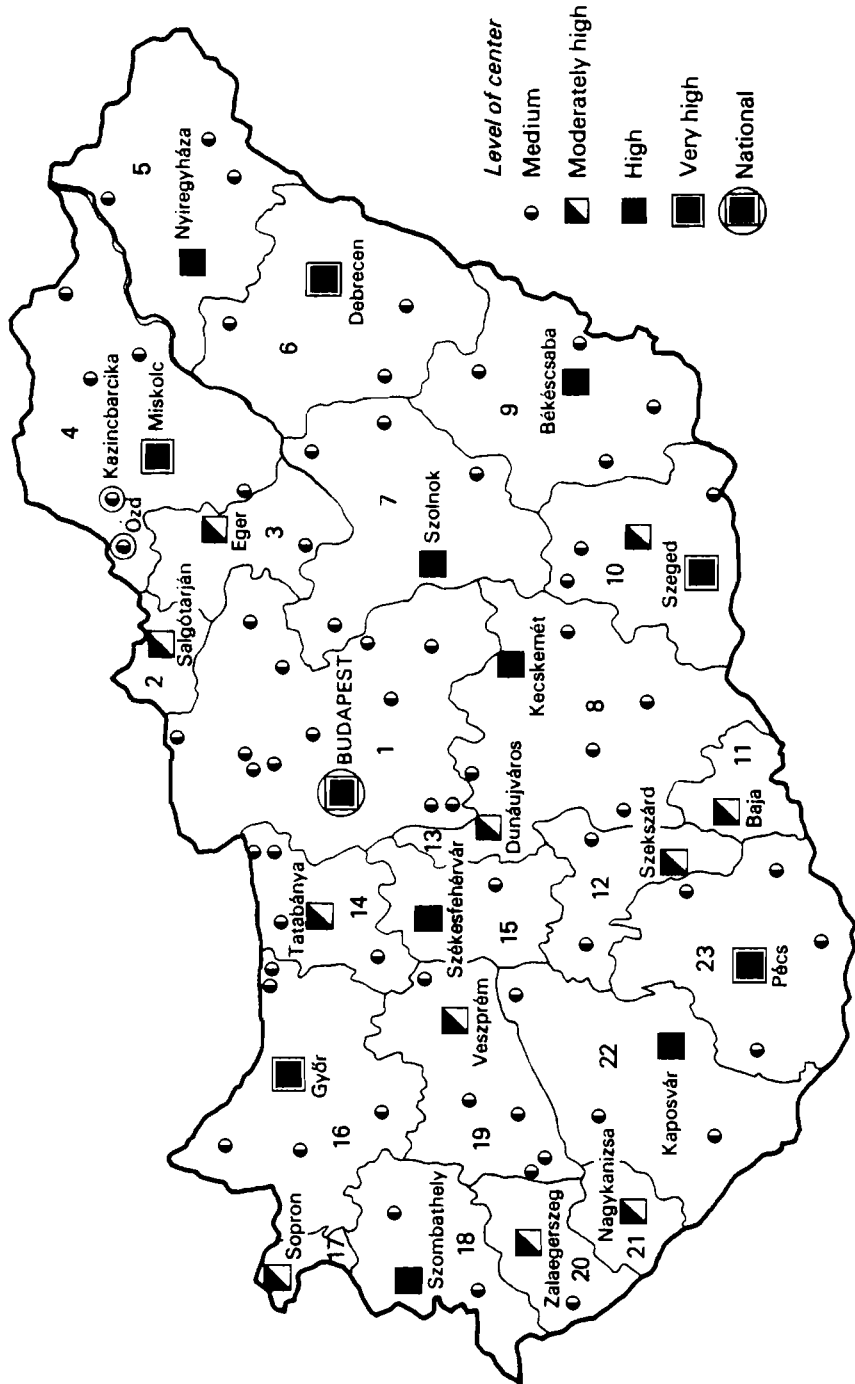 Sopron
17
Szombathely
18
Zalaegerszeg
20
Nagykanizsa
21
Győr
16
Veszprém
19
Kaposvár
22
Pécs
23
Tatabánya
14
Székesfehérvár
15
13
Dunáujváros
12
Szekszárd
Baja
11
BUDAPEST
1
Kecskemét
8
Salgótarján
2
Eger
3
Ózd
Kazincbarcika
Miskolc
4
Szolnok
7
10
Szeged
Nyiregyháza
5
Debrecen
6
9
Békéscsaba
Level of center
Medium
Moderately high
High
Very high
National